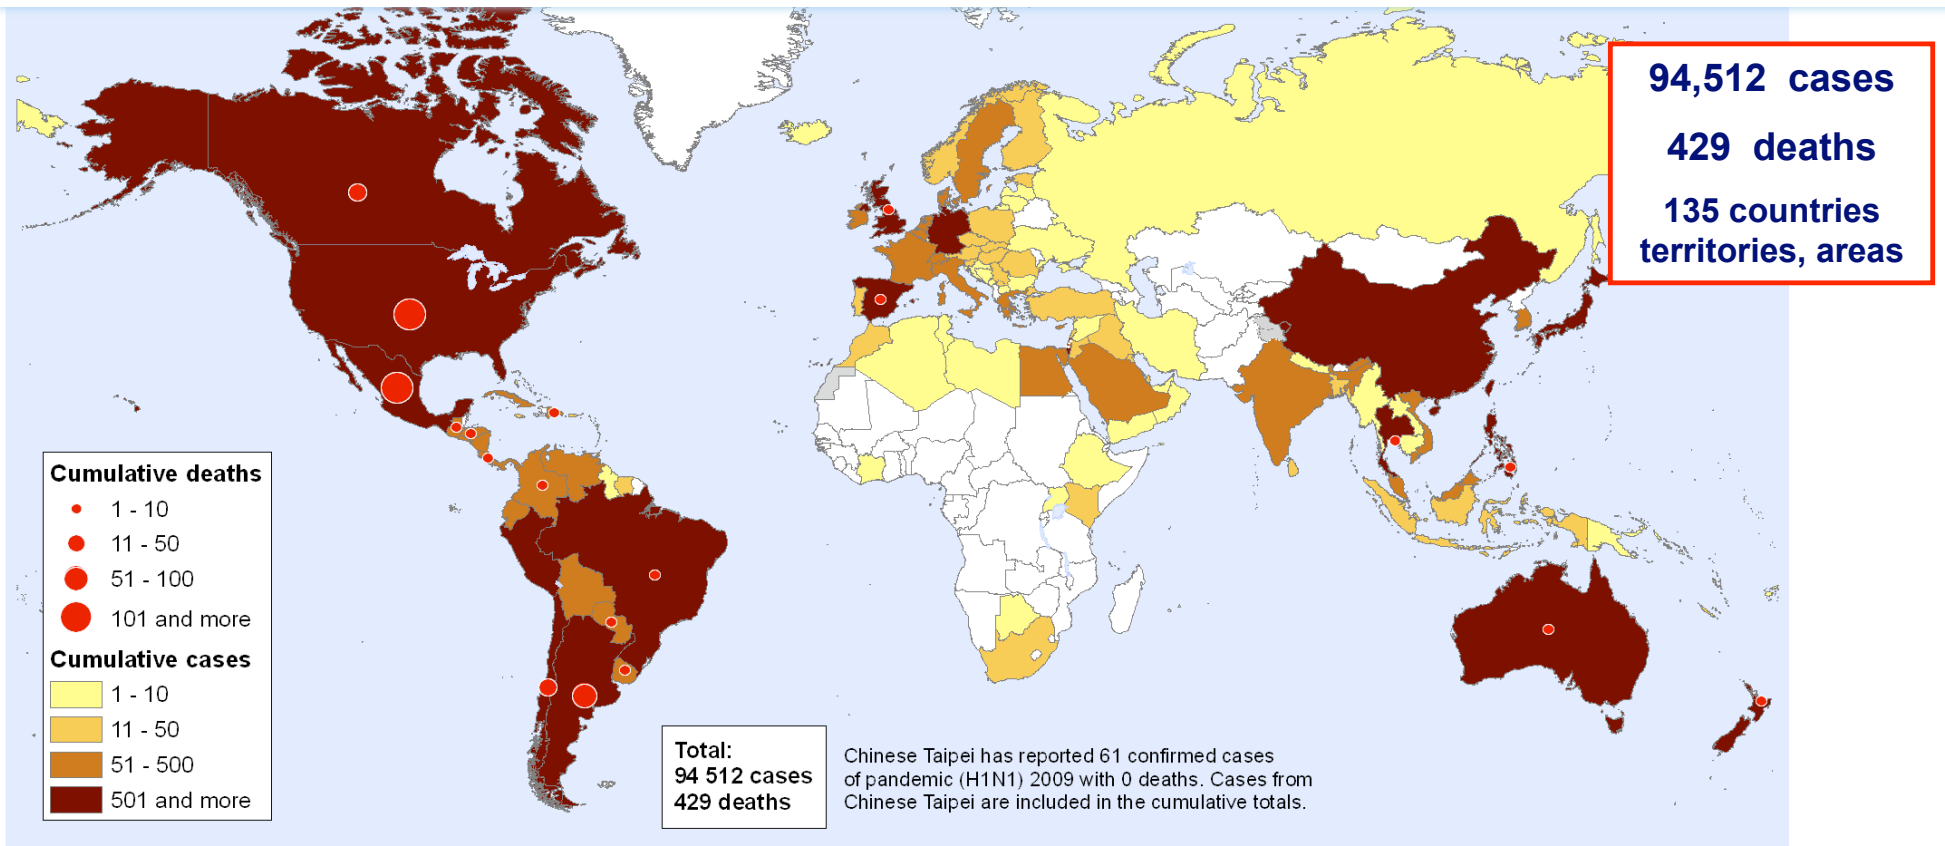 94,512 cases
429 deaths
135 countries
territories, areas
Cumulative deaths
1 - 10
11 - 50
51 - 100
101 and more
Cumulative cases
1 - 10
11 - 50
51 - 500
501 and more
Total:
94 512 cases
429 deaths
Chinese Taipei has reported 61 confirmed cases
of pandemic (H1N1) 2009 with 0 deaths. Cases from
Chinese Taipei are included in the cumulative totals.